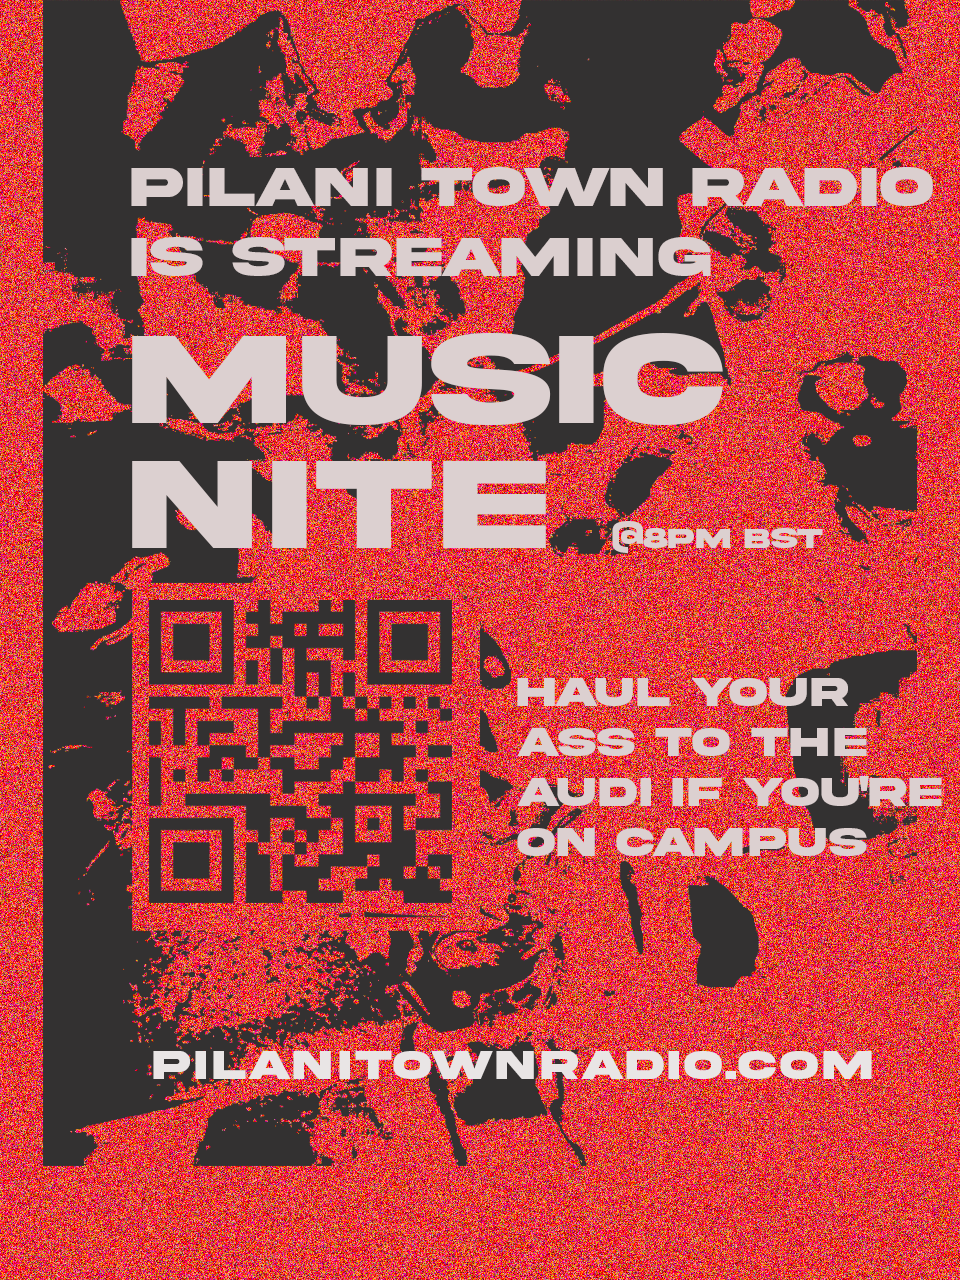 PILANI TOWN RADIO
IS STREAMING
MUSIC
NITE
@8PM BST
HAUL YOUR
ASS TO THE
AUDI IF YOU'RE
ON CAMPUS
PILANITOWNRADIO.COM